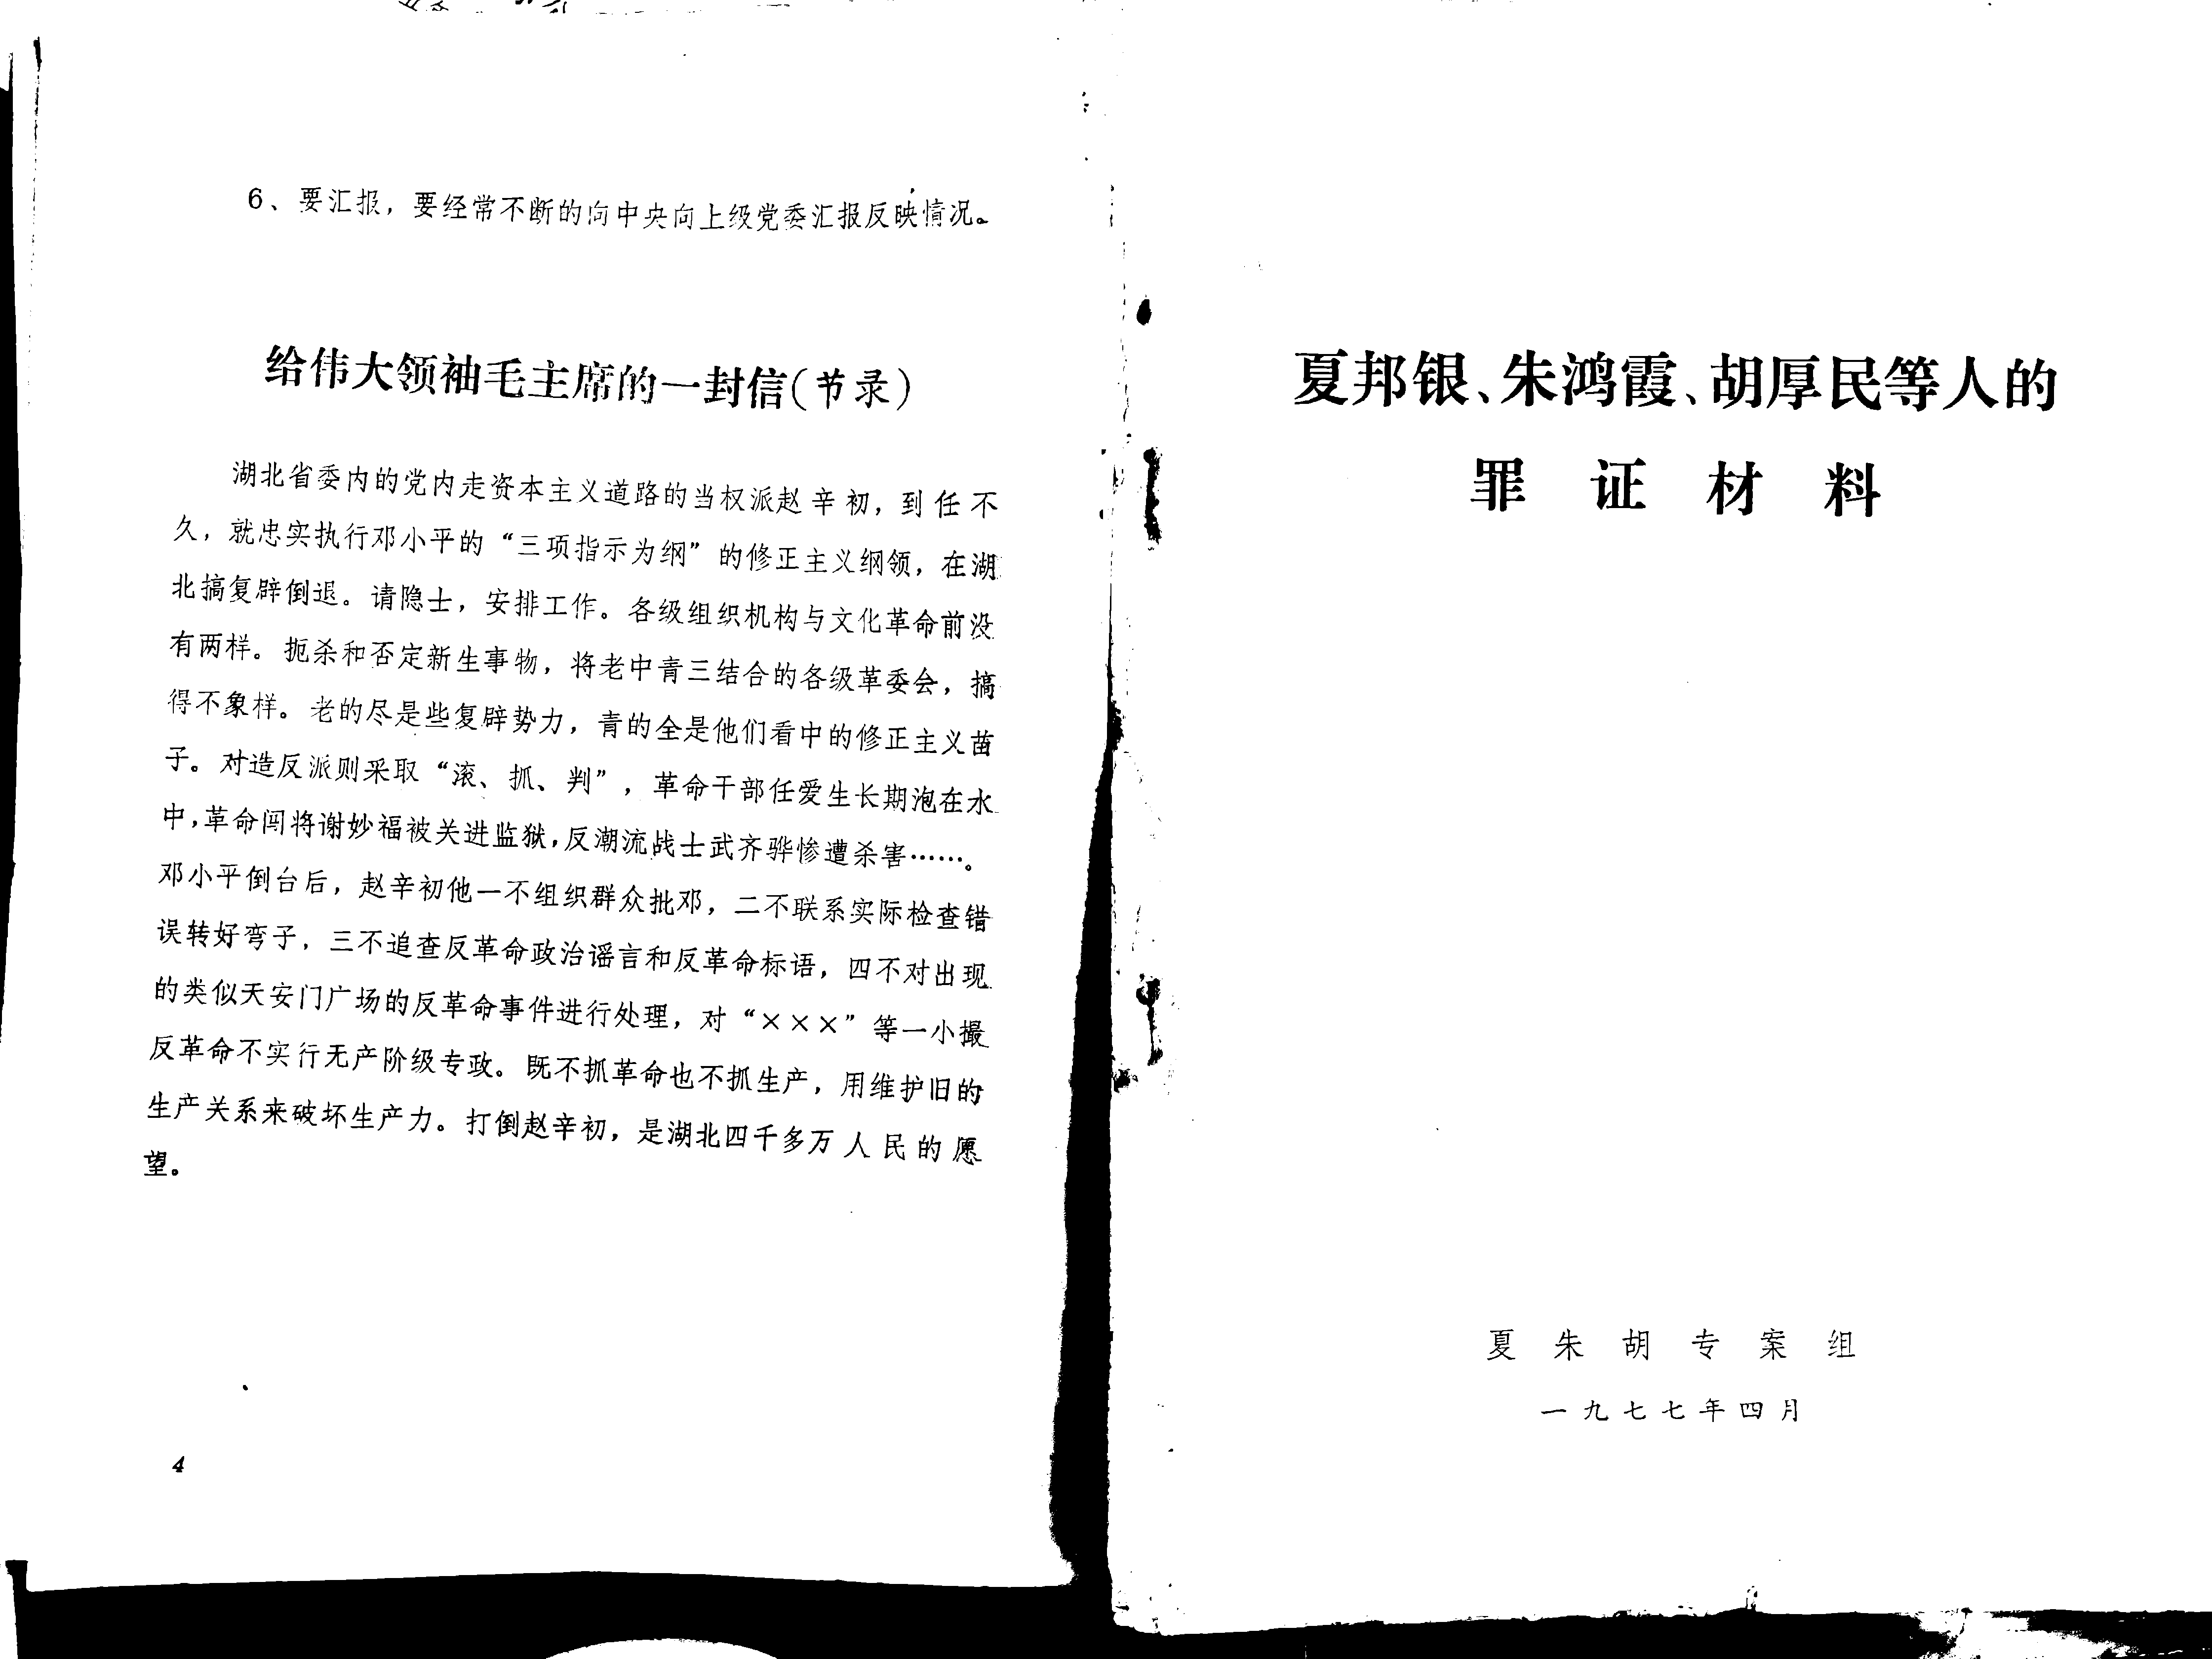 6、要汇报，要经常不断的向中央向上级党委汇报反映情况。
给伟大领袖毛主席的一封信（节录）
湖北省委内的党内走资本主义道路的当权派赵辛初，到任不
久，就忠实执行邓小平的“三项指示为纲”的修正主义纲领，在湖
北搞复辟倒退。请隐士，安排工作。各级组织机构与文化革命前没
有两样。扼杀和否定新生事物，将老中青三结合的各级革委会，搞
得不象样。老的尽是些复辟势力，青的全是他们看中的修正主义苗
子。对造反派则采取“滚、抓、判”，革命干部任爱生长期泡在水
中，革命闯将谢妙福被关进监狱，反潮流战士武齐骅惨遭杀害……。
邓小平倒台后，赵辛初他一不组织群众批邓，二不联系实际检查错
误转好弯子，三不追查反革命政治谣言和反革命标语，四不对出现
的类似天安门广场的反革命事件进行处理，对“×××”等一小撮
反革命不实行无产阶级专政。既不抓革命也不抓生产，用维护旧的
生产关系来破坏生产力。打倒赵辛初，是湖北四千多万人民的愿
望。
4
夏邦银、朱鸿霞、胡厚民等人的
罪证材料
夏朱胡专案组
一九七七年四月